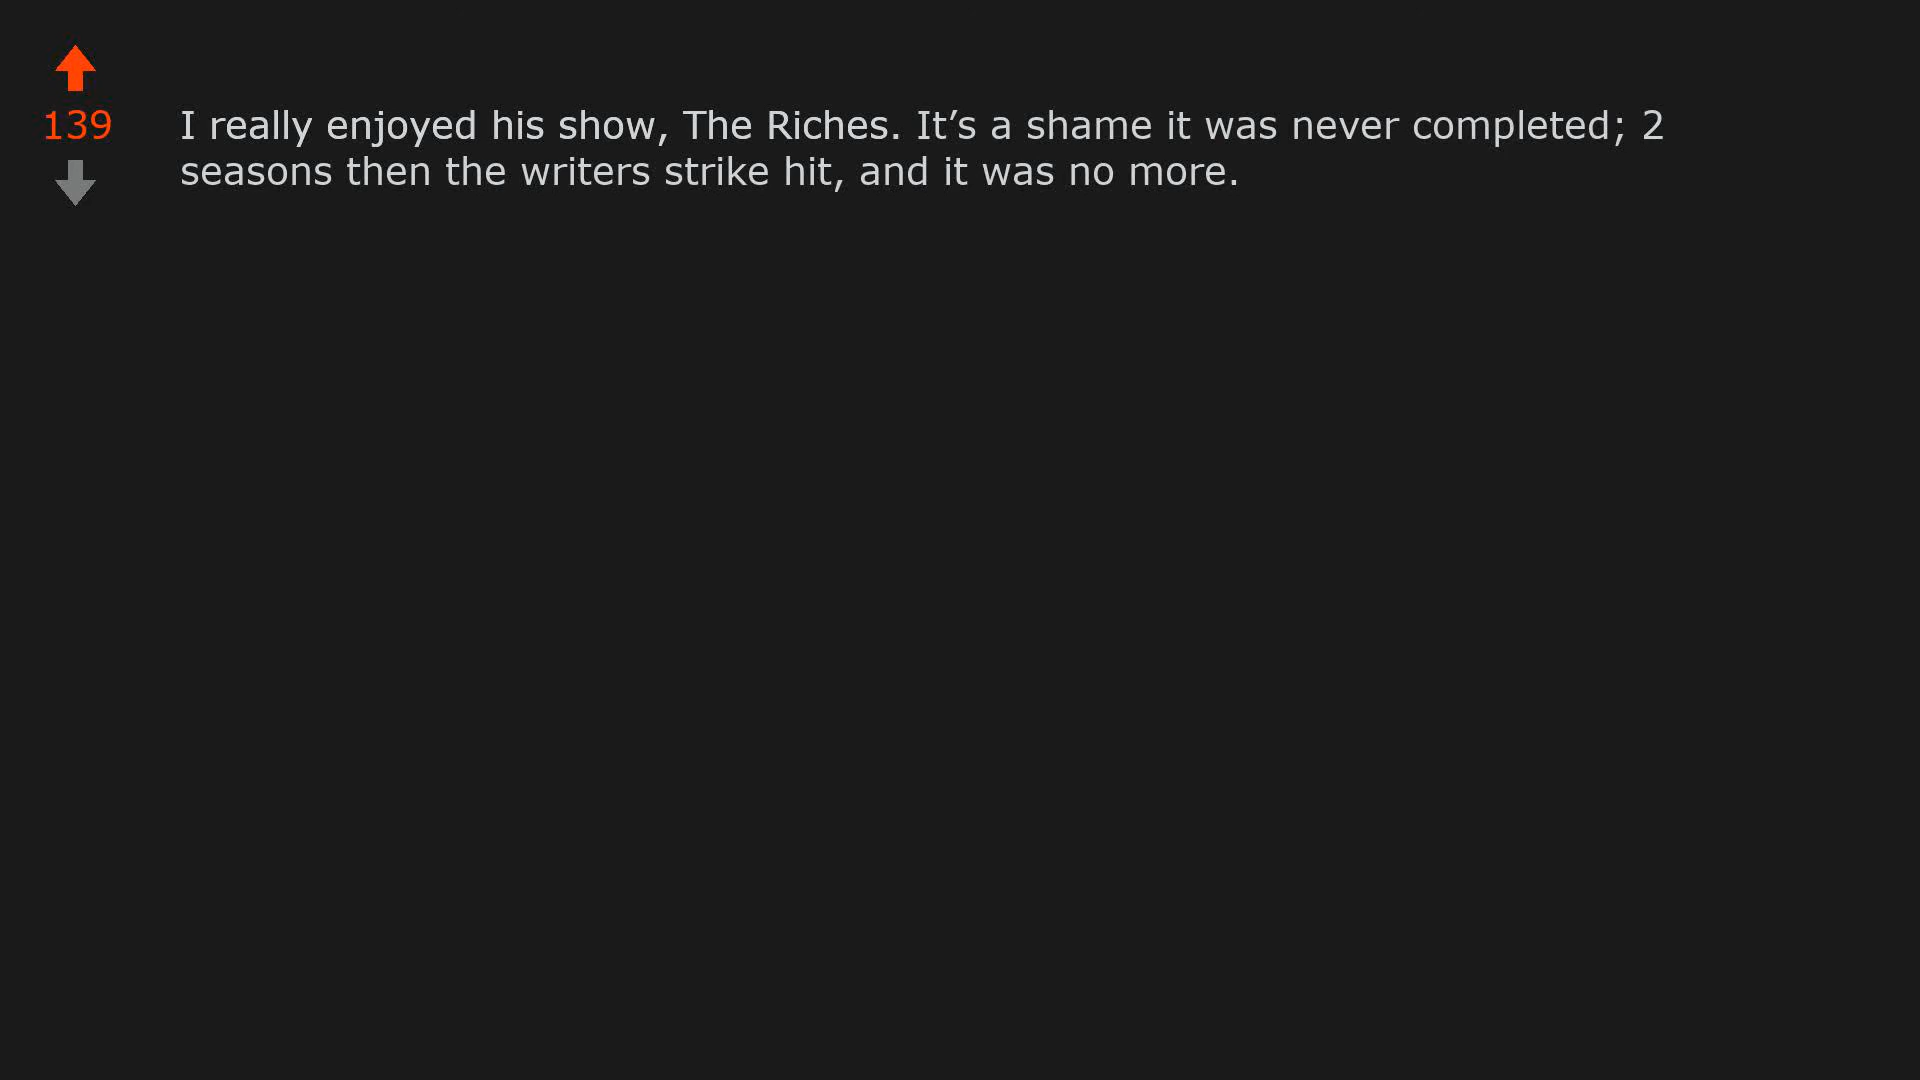 139
I really enjoyed his show, The Riches. It’s a shame it was never completed; 2
seasons then the writers strike hit, and it was no more.